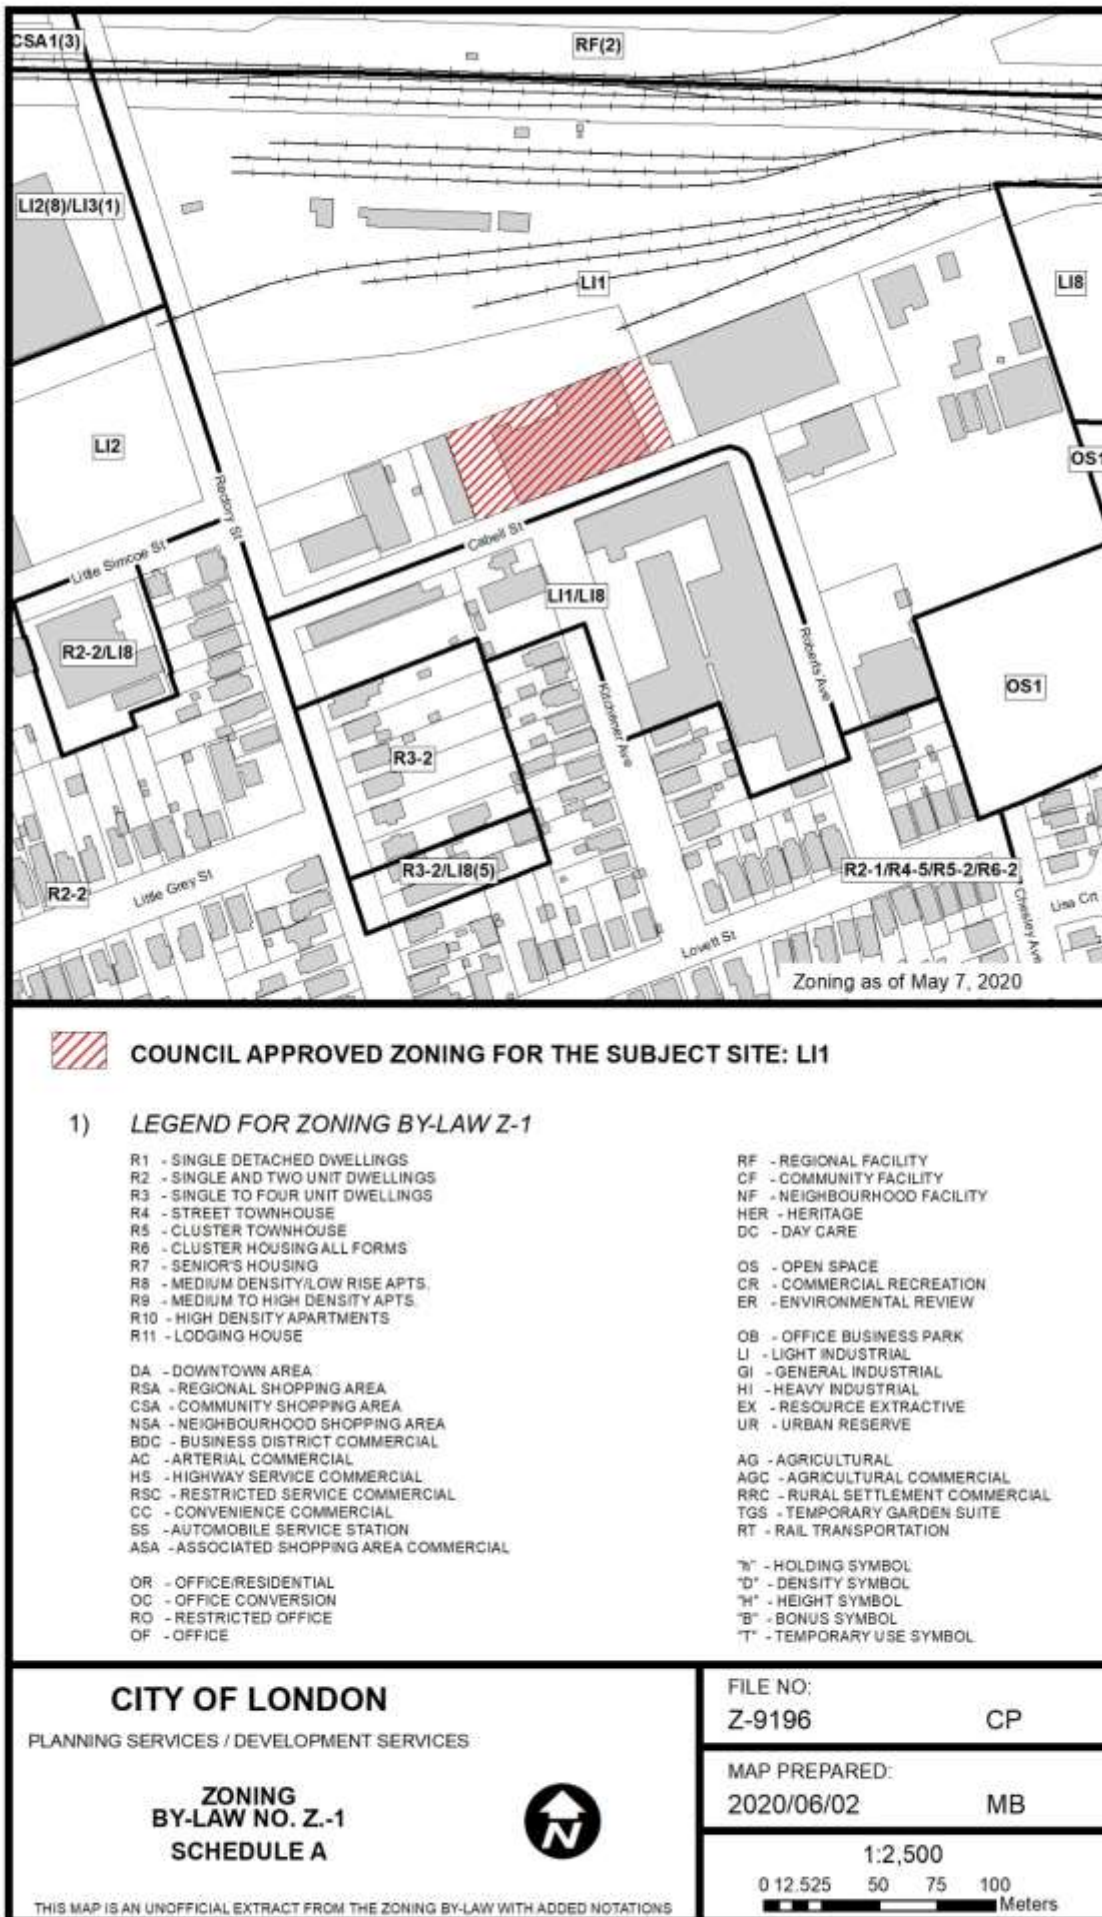 CSA1(3)
RF(2)
LI2(8)/LI3(1)
LI1
LI8
LI2
OS1
Rectory St
Cabell St
Little Simcoe St
LI1/LI8
R2-2/LI8
Roberts Ave
OS1
Kitchener Ave
R3-2
R3-2/LI8(5)
R2-1/R4-5/R5-2/R6-2
R2-2
Little Grey St
Chesley Ave
Lisa Crt
Lovett St
Zoning as of May 7, 2020
COUNCIL APPROVED ZONING FOR THE SUBJECT SITE: LI1
1) LEGEND FOR ZONING BY-LAW Z-1
R1 - SINGLE DETACHED DWELLINGS
R2 - SINGLE AND TWO UNIT DWELLINGS
R3 - SINGLE TO FOUR UNIT DWELLINGS
R4 - STREET TOWNHOUSE
R5 - CLUSTER TOWNHOUSE
R6 - CLUSTER HOUSING ALL FORMS
R7 - SENIOR'S HOUSING
R8 - MEDIUM DENSITY/LOW RISE APTS.
R9 - MEDIUM TO HIGH DENSITY APTS.
R10 - HIGH DENSITY APARTMENTS
R11 - LODGING HOUSE
DA - DOWNTOWN AREA
RSA - REGIONAL SHOPPING AREA
CSA - COMMUNITY SHOPPING AREA
NSA - NEIGHBOURHOOD SHOPPING AREA
BDC - BUSINESS DISTRICT COMMERCIAL
AC - ARTERIAL COMMERCIAL
HS - HIGHWAY SERVICE COMMERCIAL
RSC - RESTRICTED SERVICE COMMERCIAL
CC - CONVENIENCE COMMERCIAL
SS - AUTOMOBILE SERVICE STATION
ASA - ASSOCIATED SHOPPING AREA COMMERCIAL
OR - OFFICE/RESIDENTIAL
OC - OFFICE CONVERSION
RO - RESTRICTED OFFICE
OF - OFFICE
RF - REGIONAL FACILITY
CF - COMMUNITY FACILITY
NF - NEIGHBOURHOOD FACILITY
HER - HERITAGE
DC - DAY CARE
OS - OPEN SPACE
CR - COMMERCIAL RECREATION
ER - ENVIRONMENTAL REVIEW
OB - OFFICE BUSINESS PARK
LI - LIGHT INDUSTRIAL
GI - GENERAL INDUSTRIAL
HI - HEAVY INDUSTRIAL
EX - RESOURCE EXTRACTIVE
UR - URBAN RESERVE
AG - AGRICULTURAL
AGC - AGRICULTURAL COMMERCIAL
RRC - RURAL SETTLEMENT COMMERCIAL
TGS - TEMPORARY GARDEN SUITE
RT - RAIL TRANSPORTATION
"h" - HOLDING SYMBOL
"D" - DENSITY SYMBOL
"H" - HEIGHT SYMBOL
"B" - BONUS SYMBOL
"T" - TEMPORARY USE SYMBOL
CITY OF LONDON
PLANNING SERVICES / DEVELOPMENT SERVICES
ZONING
BY-LAW NO. Z.-1
SCHEDULE A
N
THIS MAP IS AN UNOFFICIAL EXTRACT FROM THE ZONING BY-LAW WITH ADDED NOTATIONS
FILE NO:
Z-9196 CP
MAP PREPARED:
2020/06/02 MB
1:2,500
0 12.525 50 75 100
Meters